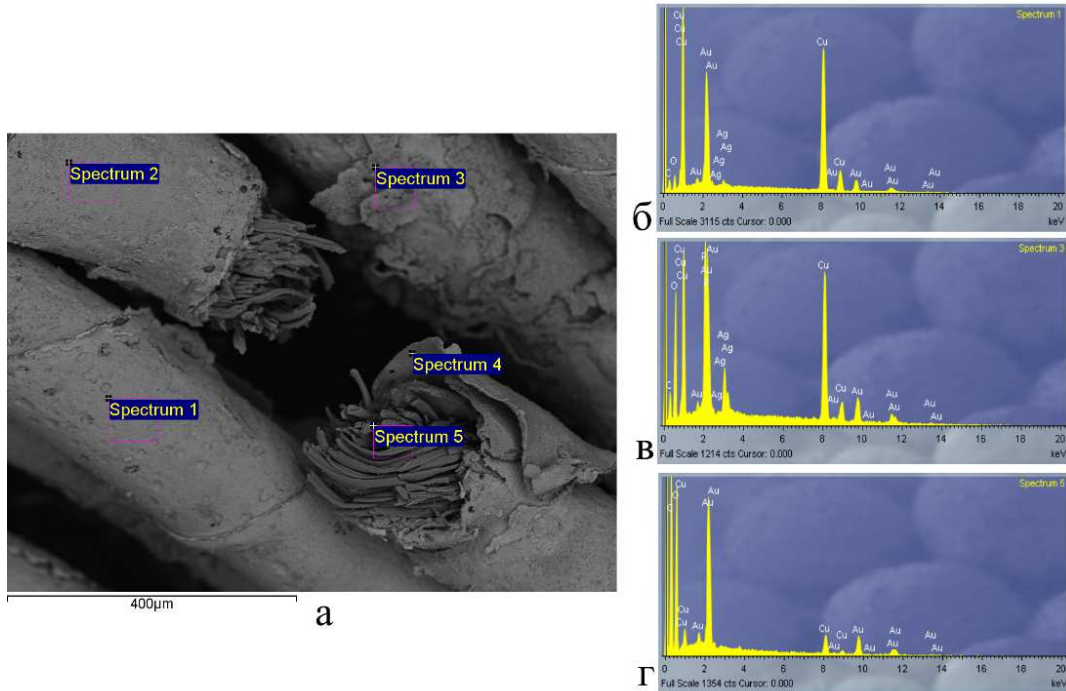 Spectrum 2
Spectrum 3
Spectrum 4
Spectrum 1
Spectrum 5
400µm
а
Spectrum 1
Cu
Cu
Cu
Au
Au
Cu
Ag
Ag
Ag
Ag
O
C
Au
Cu
Au
Au
Au
Au
Au
Au
Au
0 2 4 6 8 10 12 14 16 18 20
Full Scale 3115 cts Cursor: 0.000
keV
б
Spectrum 3
Cu
Cu
Cu
O
Au
Cu
Ag
Ag
Ag
Ag
C
Au
Cu
Au
Au
Au
Au
Au
Au
Au
0 2 4 6 8 10 12 14 16 18 20
Full Scale 1214 cts Cursor: 0.000
keV
в
Spectrum 5
Cu
O
C
Au
Au
Cu
Cu
Au
Cu
Cu
Au
Au
Au
Au
Au
Au
Au
0 2 4 6 8 10 12 14 16 18 20
Full Scale 1354 cts Cursor: 0.000
keV
г